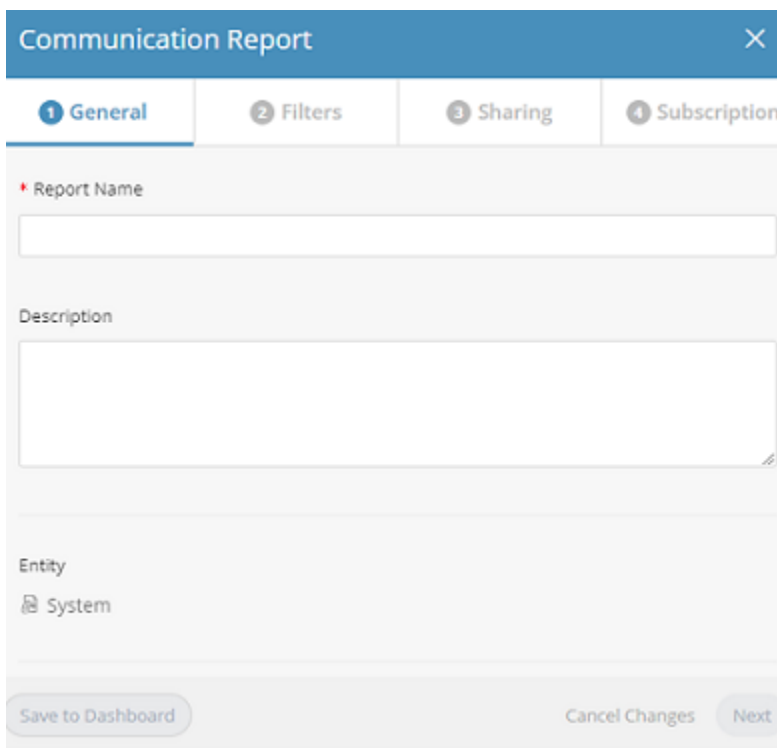 Communication Report
1 General 2 Filters 3 Sharing 4 Subscription
* Report Name
Description
Entity
System
Save to Dashboard Cancel Changes Next